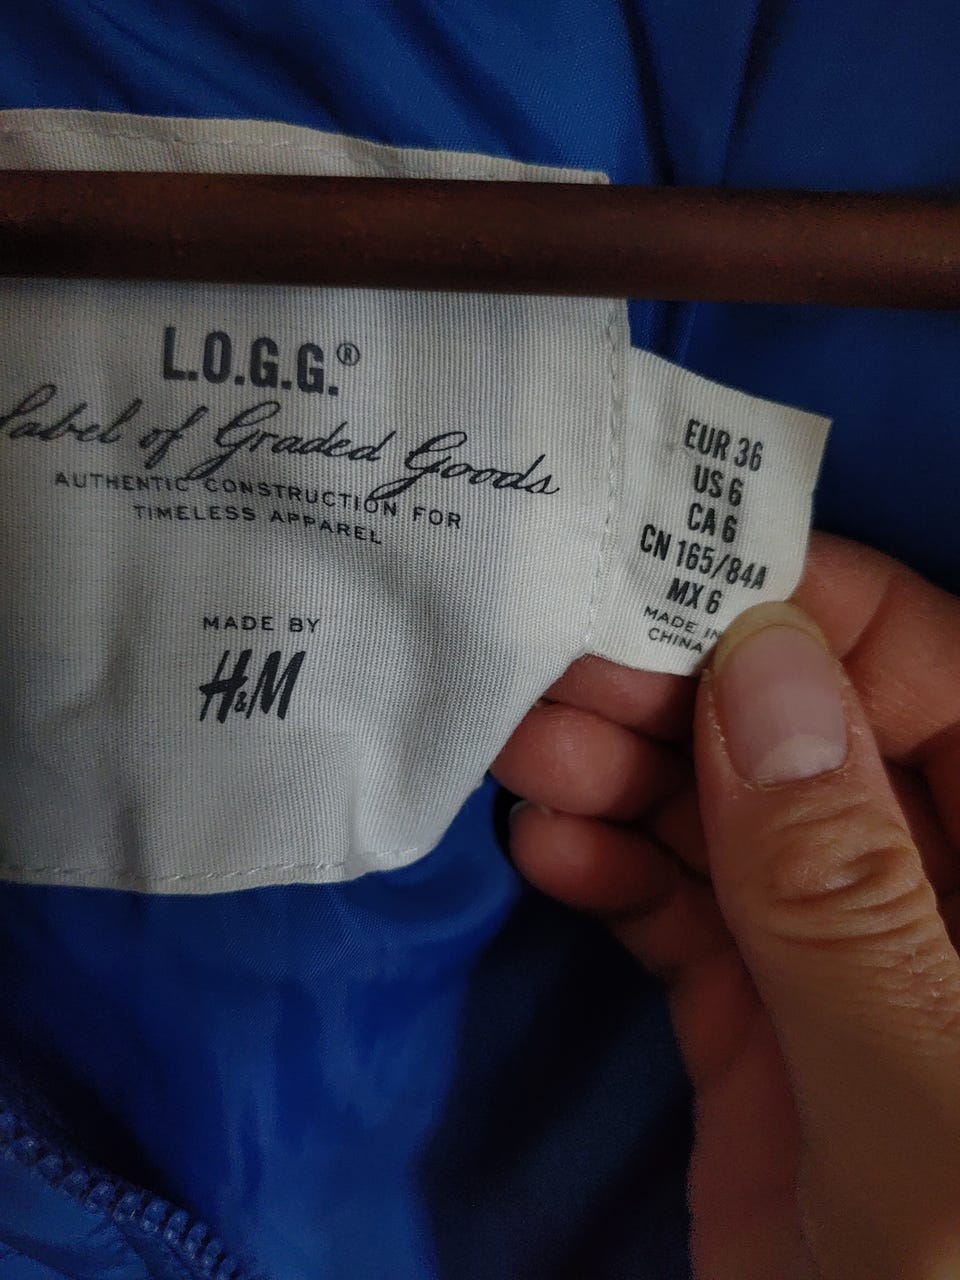 L.O.G.G.®
Label of Graded Goods
AUTHENTIC CONSTRUCTION FOR
TIMELESS APPAREL
MADE BY
H&M
EUR 36
US 6
CA 6
CN 165/84A
MX 6
MADE IN
CHINA